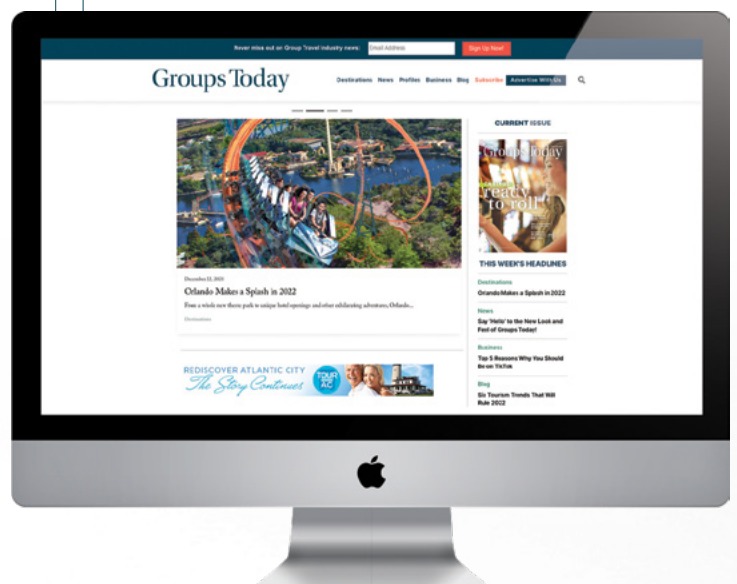 Never miss out on Group Travel industry news:
Email Address
Sign Up Now!
Groups Today
Destinations News Profiles Business Blog Subscribe Advertise With Us
CURRENT ISSUE
Groups Today
ready
to roll!
December 22, 2021
Orlando Makes a Splash in 2022
From a whole new theme park to unique hotel openings and other exhilarating adventures, Orlando...
Destinations
REDISCOVER ATLANTIC CITY
The Story Continues
TOUR
AC
THIS WEEK'S HEADLINES
Destinations
Orlando Makes a Splash in 2022
News
Say 'Hello' to the New Look and
Feel of Groups Today!
Business
Top 5 Reasons Why You Should
Be on TikTok
Blog
Six Tourism Trends That Will
Rule 2022